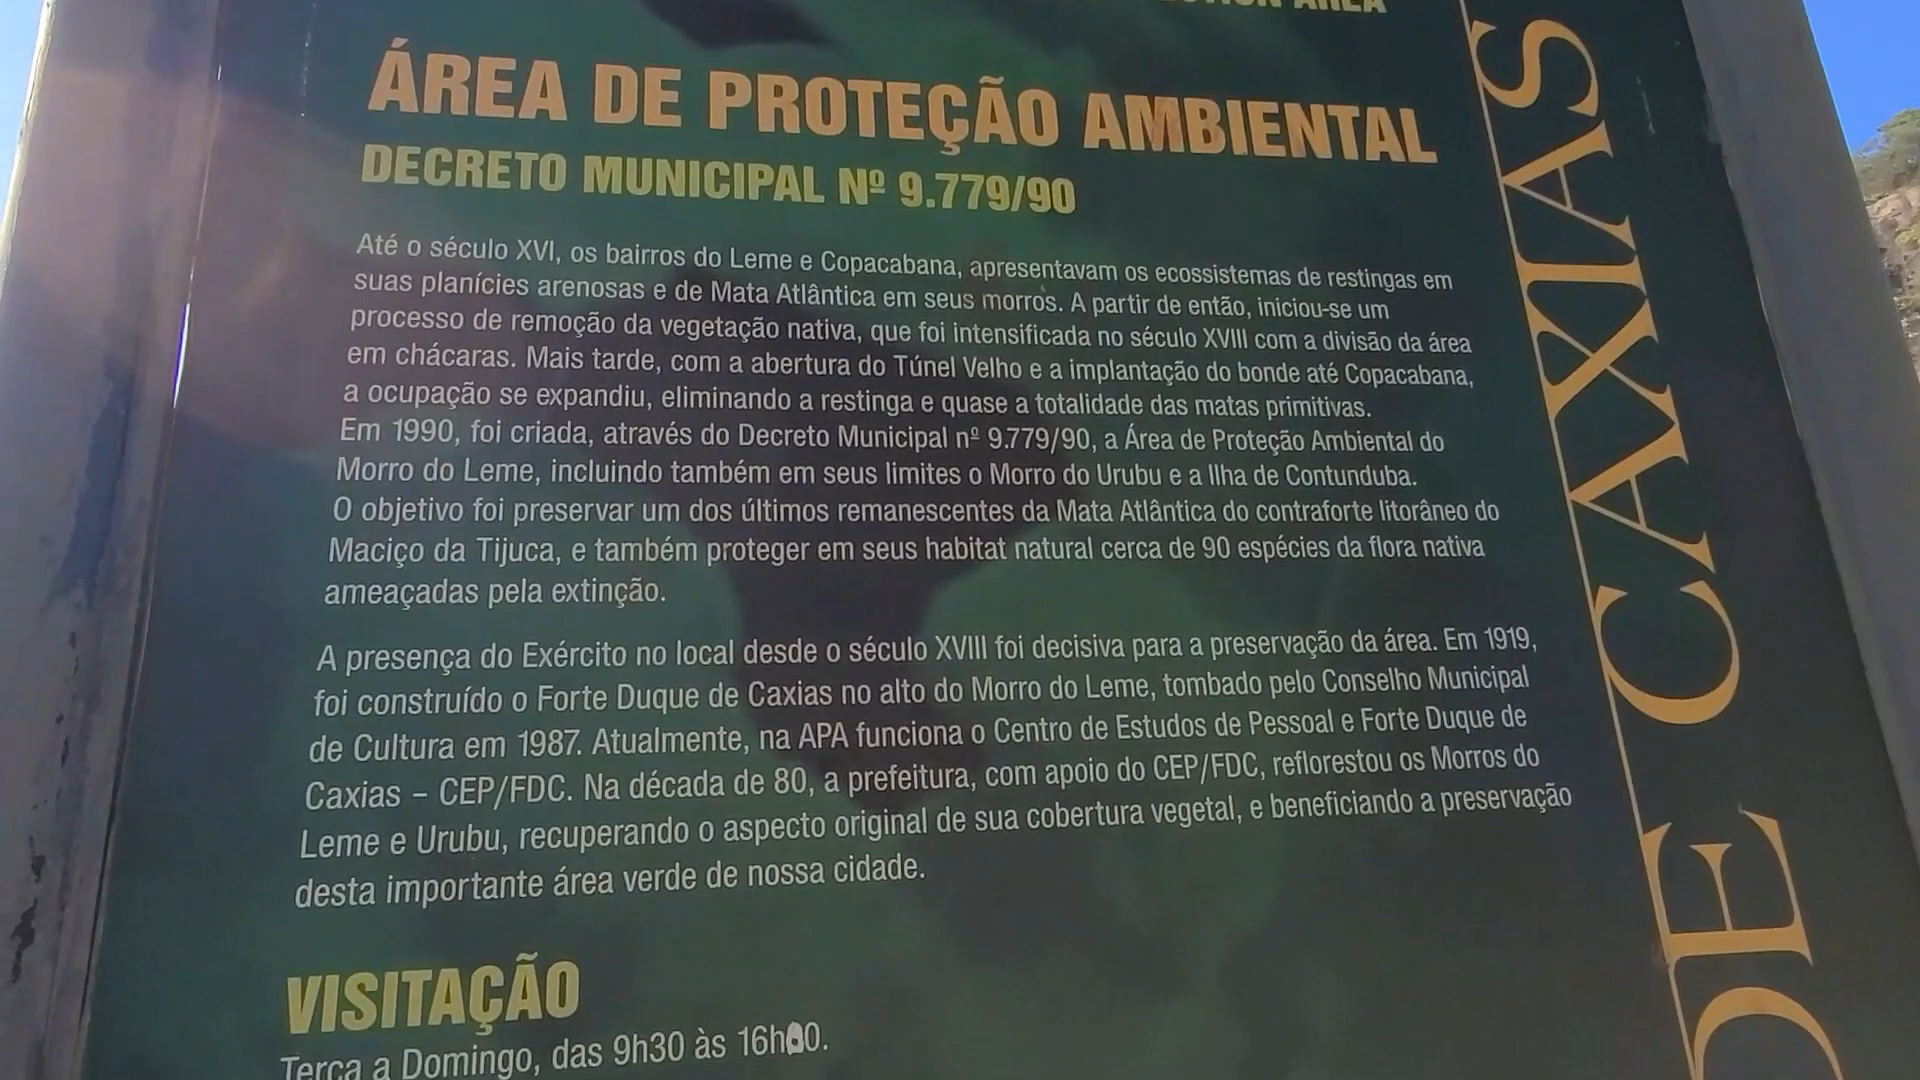 ÁREA DE PROTEÇÃO AMBIENTAL
DECRETO MUNICIPAL Nº 9.779/90
Até o século XVI, os bairros do Leme e Copacabana, apresentavam os ecossistemas de restingas em
suas planícies arenosas e de Mata Atlântica em seus morros. A partir de então, iniciou-se um
processo de remoção da vegetação nativa, que foi intensificada no século XVIII com a divisão da área
em chácaras. Mais tarde, com a abertura do Túnel Velho e a implantação do bonde até Copacabana,
a ocupação se expandiu, eliminando a restinga e quase a totalidade das matas primitivas.
Em 1990, foi criada, através do Decreto Municipal nº 9.779/90, a Área de Proteção Ambiental do
Morro do Leme, incluindo também em seus limites o Morro do Urubu e a Ilha de Contunduba.
O objetivo foi preservar um dos últimos remanescentes da Mata Atlântica do contraforte litorâneo do
Maciço da Tijuca, e também proteger em seus habitat natural cerca de 90 espécies da flora nativa
ameaçadas pela extinção.
A presença do Exército no local desde o século XVIII foi decisiva para a preservação da área. Em 1919,
foi construído o Forte Duque de Caxias no alto do Morro do Leme, tombado pelo Conselho Municipal
de Cultura em 1987. Atualmente, na APA funciona o Centro de Estudos de Pessoal e Forte Duque de
Caxias – CEP/FDC. Na década de 80, a prefeitura, com apoio do CEP/FDC, reflorestou os Morros do
Leme e Urubu, recuperando o aspecto original de sua cobertura vegetal, e beneficiando a preservação
desta importante área verde de nossa cidade.
VISITAÇÃO
Terça a Domingo, das 9h30 às 16h00.
DE CAXIAS